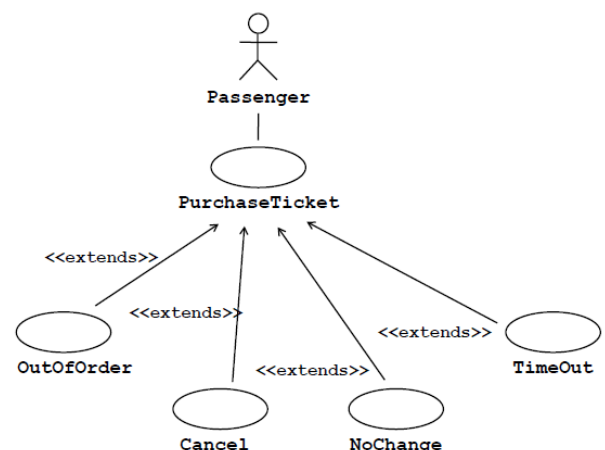 Passenger
PurchaseTicket
<<extends>>
<<extends>>
<<extends>>
<<extends>>
OutOfOrder
TimeOut
Cancel
NoChange